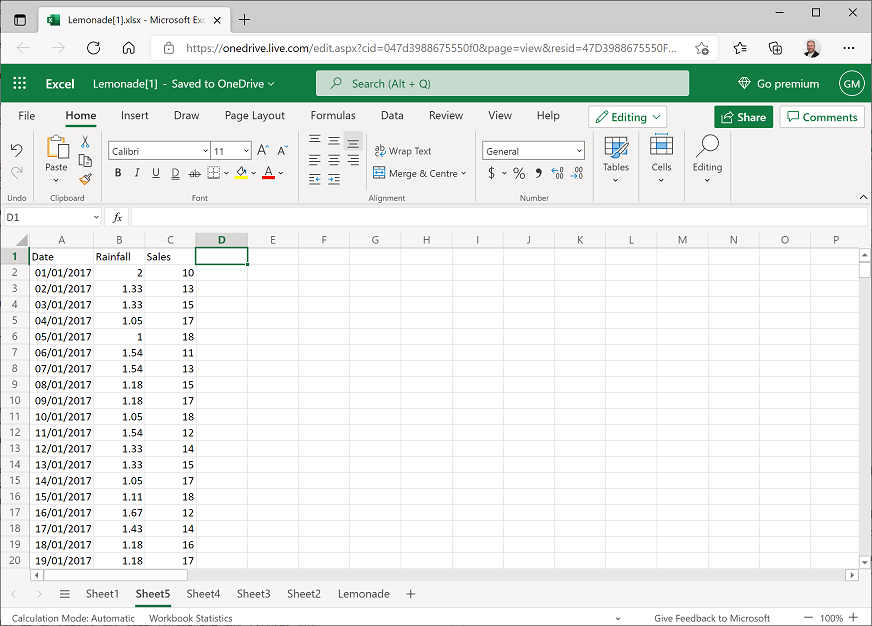 Lemonade[1].xlsx - Microsoft Exc
https://onedrive.live.com/edit.aspx?cid=047d3988675550f0&page=view&resid=47D3988675550F...
Excel Lemonade[1] - Saved to OneDrive Search (Alt + Q) Go premium GM
File Home Insert Draw Page Layout Formulas Data Review View Help Editing Share Comments
Paste Calibri 11 A A ab Wrap Text General Tables Cells Editing
B I U D ab A Merge & Centre $ % 9 .00 .00
Undo Clipboard Font Alignment Number
D1 fx
A B C D E F G H I J K L M N O P
1 Date Rainfall Sales
2 01/01/2017 2 10
3 02/01/2017 1.33 13
4 03/01/2017 1.33 15
5 04/01/2017 1.05 17
6 05/01/2017 1 18
7 06/01/2017 1.54 11
8 07/01/2017 1.54 13
9 08/01/2017 1.18 15
10 09/01/2017 1.18 17
11 10/01/2017 1.05 18
12 11/01/2017 1.54 12
13 12/01/2017 1.33 14
14 13/01/2017 1.33 15
15 14/01/2017 1.05 17
16 15/01/2017 1.11 18
17 16/01/2017 1.67 12
18 17/01/2017 1.43 14
19 18/01/2017 1.18 16
20 19/01/2017 1.18 17
Sheet1 Sheet5 Sheet4 Sheet3 Sheet2 Lemonade +
Calculation Mode: Automatic Workbook Statistics Give Feedback to Microsoft — 100% +